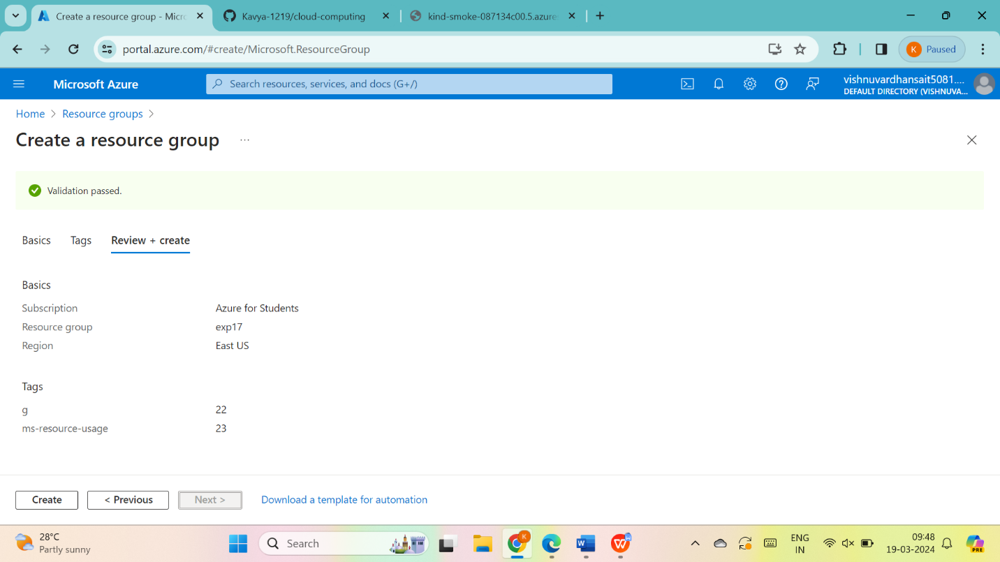 Create a resource group - Micro
Kavya-1219/cloud-computing
kind-smoke-087134c00.5.azures
portal.azure.com/#create/Microsoft.ResourceGroup
K
Paused
Microsoft Azure
Search resources, services, and docs (G+/)
vishnuvardhansait5081....
DEFAULT DIRECTORY (VISHNUVA...
Home > Resource groups >
Create a resource group ...
Validation passed.
Basics Tags Review + create
Basics
Subscription Azure for Students
Resource group exp17
Region East US
Tags
g 22
ms-resource-usage 23
Create
< Previous
Next >
Download a template for automation
28°C
Partly sunny
Search
K
W
W
PRE
ENG
IN
09:48
19-03-2024